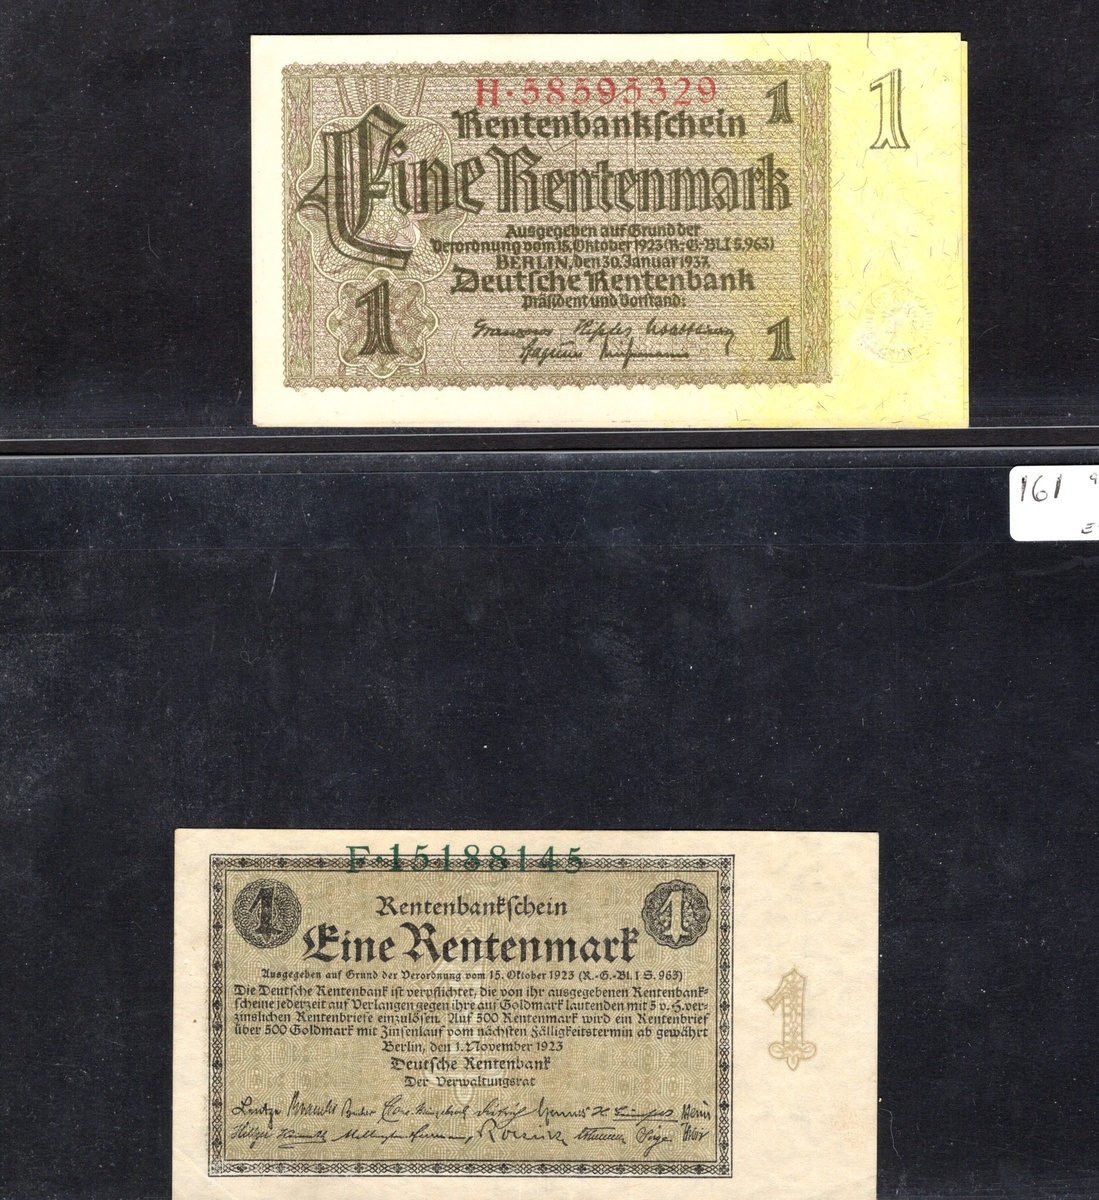 H·58595329
1
1
Rentenbankschein
Eine Rentenmark
Ausgegeben auf Grund der
Verordnung vom 15. Oktober 1923 (R.-G.-Bl. I S. 963)
BERLIN, den 30. Januar 1937.
Deutsche Rentenbank
Präsident und Vorstand:
1
1
161
F·15188145
1
1
Rentenbankschein
Eine Rentenmark
Ausgegeben auf Grund der Verordnung vom 15. Oktober 1923 (R.-G.-Bl. I S. 963)
Die Deutsche Rentenbank ist verpflichtet, die von ihr ausgegebenen Rentenbank-
scheine jederzeit auf Verlangen gegen ihre auf Goldmark lautenden mit 5 v. H. ver-
zinslichen Rentenbriefe einzulösen. Auf 500 Rentenmark wird ein Rentenbrief
über 500 Goldmark mit Zinsenlauf vom nächsten Fälligkeitstermin ab gewährt
Berlin, den 1. November 1923
1
Deutsche Rentenbank
Der Verwaltungsrat